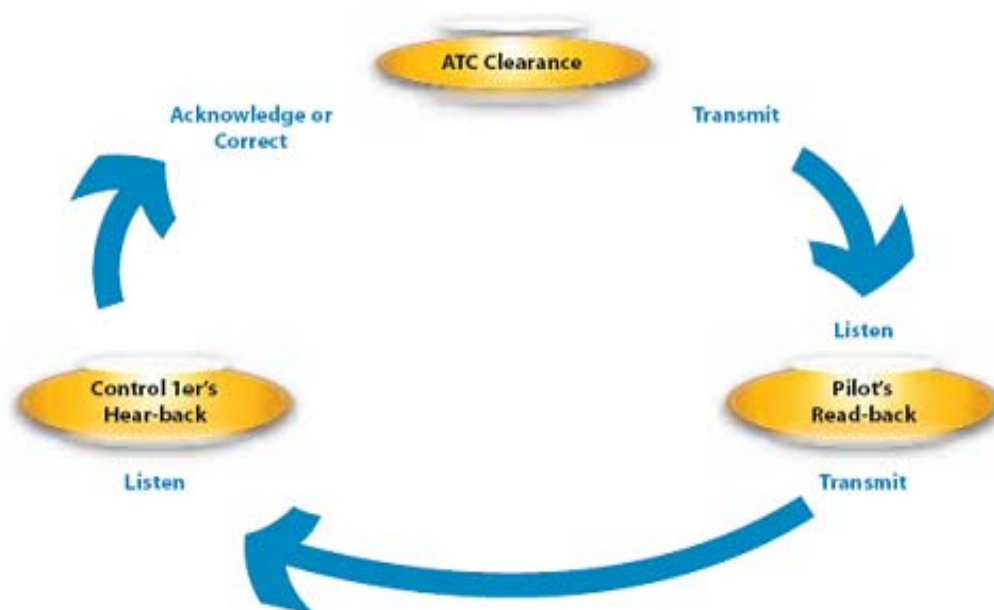 ATC Clearance
Acknowledge or
Correct
Transmit
Listen
Control 1er's
Hear-back
Pilot's
Read-back
Listen
Transmit